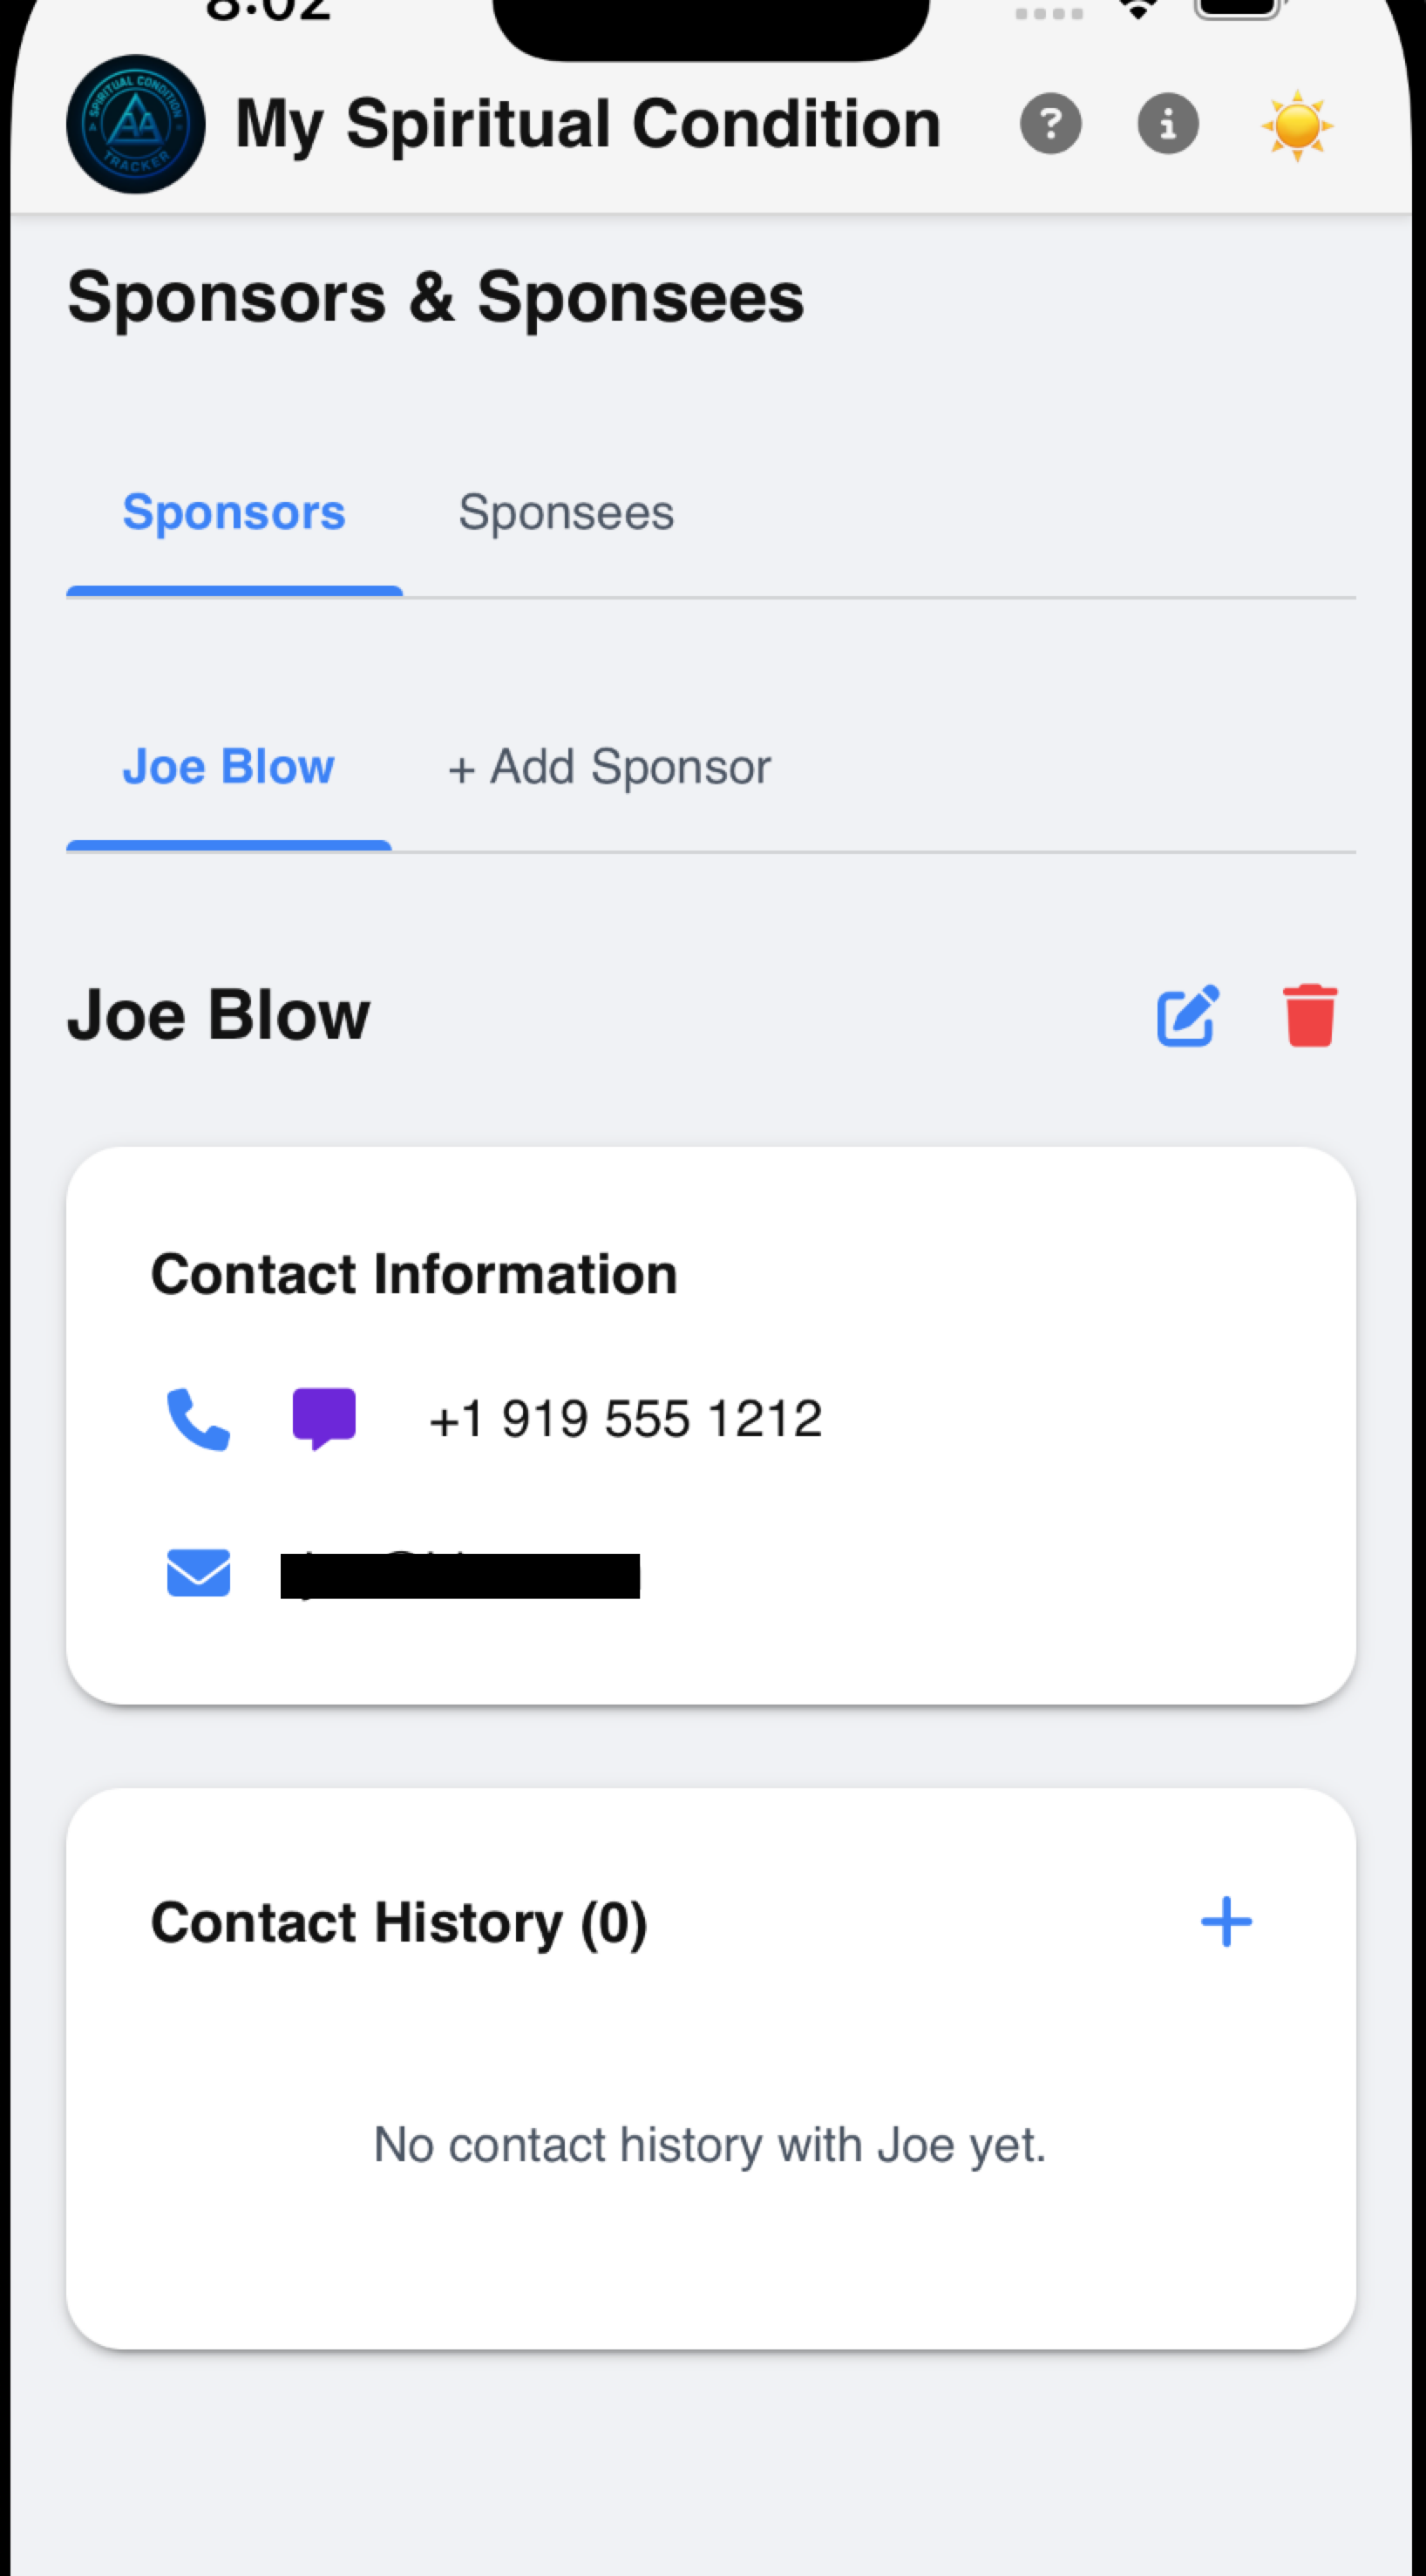 8:02
SPIRITUAL CONDITION
AA
TRACKER
My Spiritual Condition
Sponsors & Sponsees
Sponsors Sponsees
Joe Blow + Add Sponsor
Joe Blow
Contact Information
+1 919 555 1212
Contact History (0)
No contact history with Joe yet.